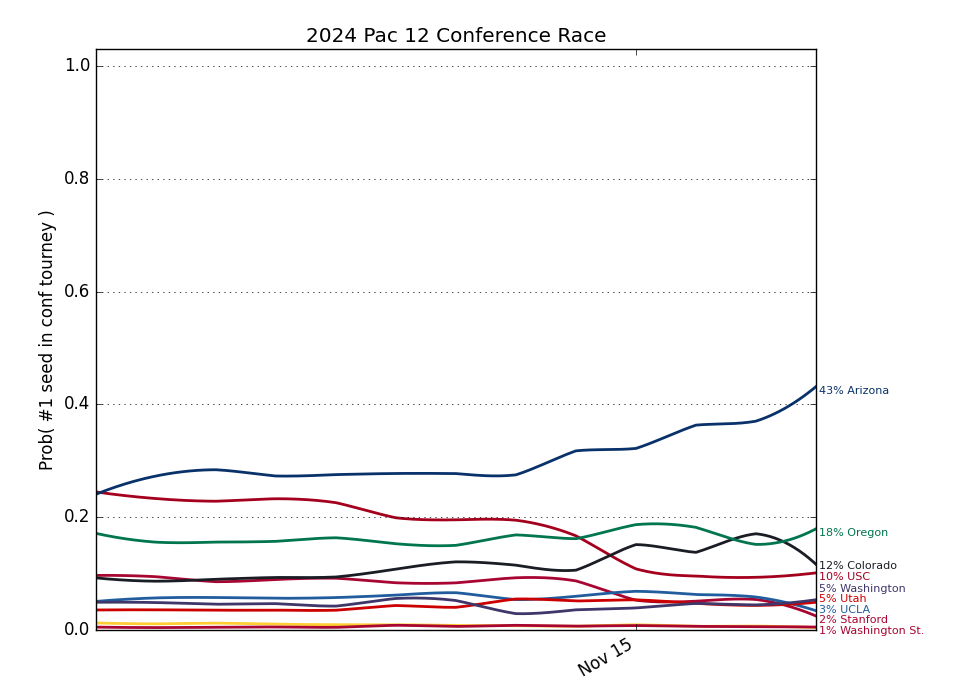 2024 Pac 12 Conference Race
Prob( #1 seed in conf tourney )
1.0
0.8
0.6
0.4
0.2
0.0
Nov 15
43% Arizona
18% Oregon
12% Colorado
10% USC
5% Washington
5% Utah
3% UCLA
2% Stanford
1% Washington St.